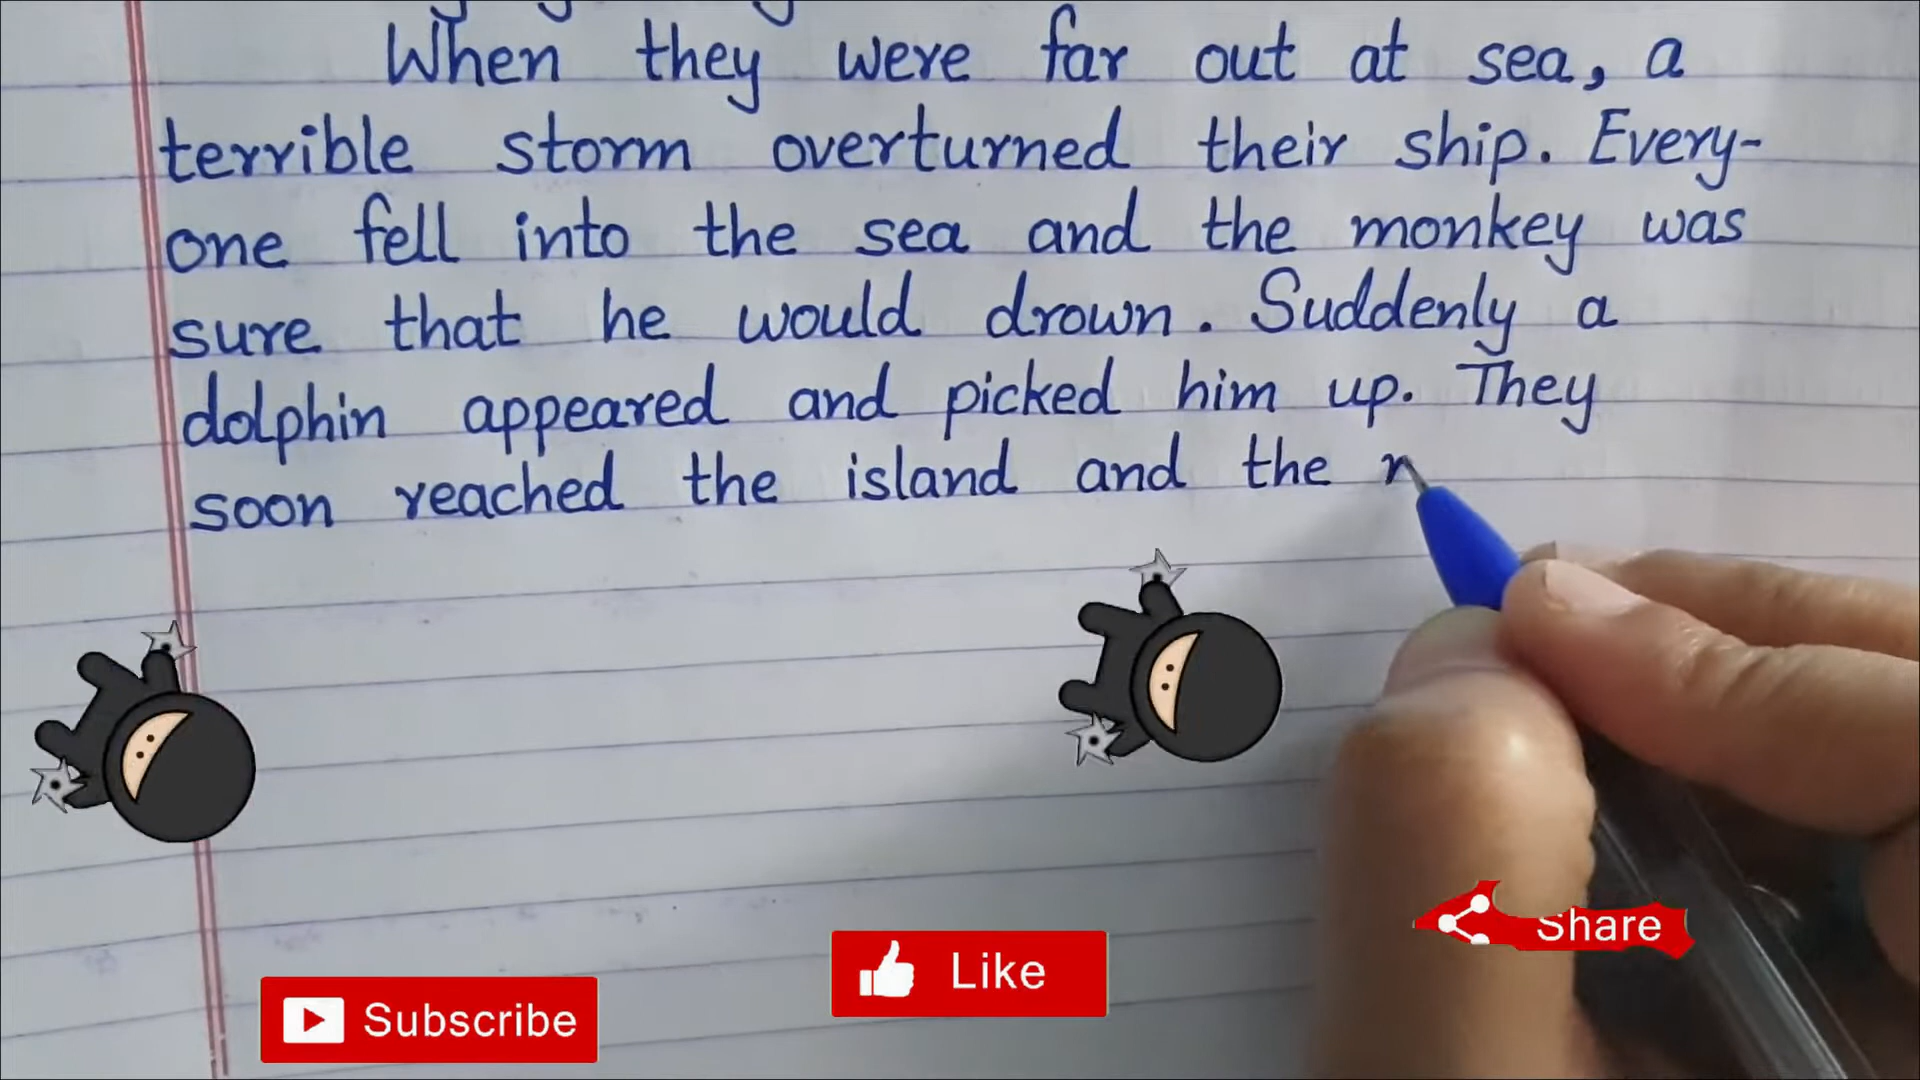 When they were far out at sea, a
terrible storm overturned their ship. Every-
one fell into the sea and the monkey was
sure that he would drown. Suddenly a
dolphin appeared and picked him up. They
soon reached the island and the
Share
Like
Subscribe